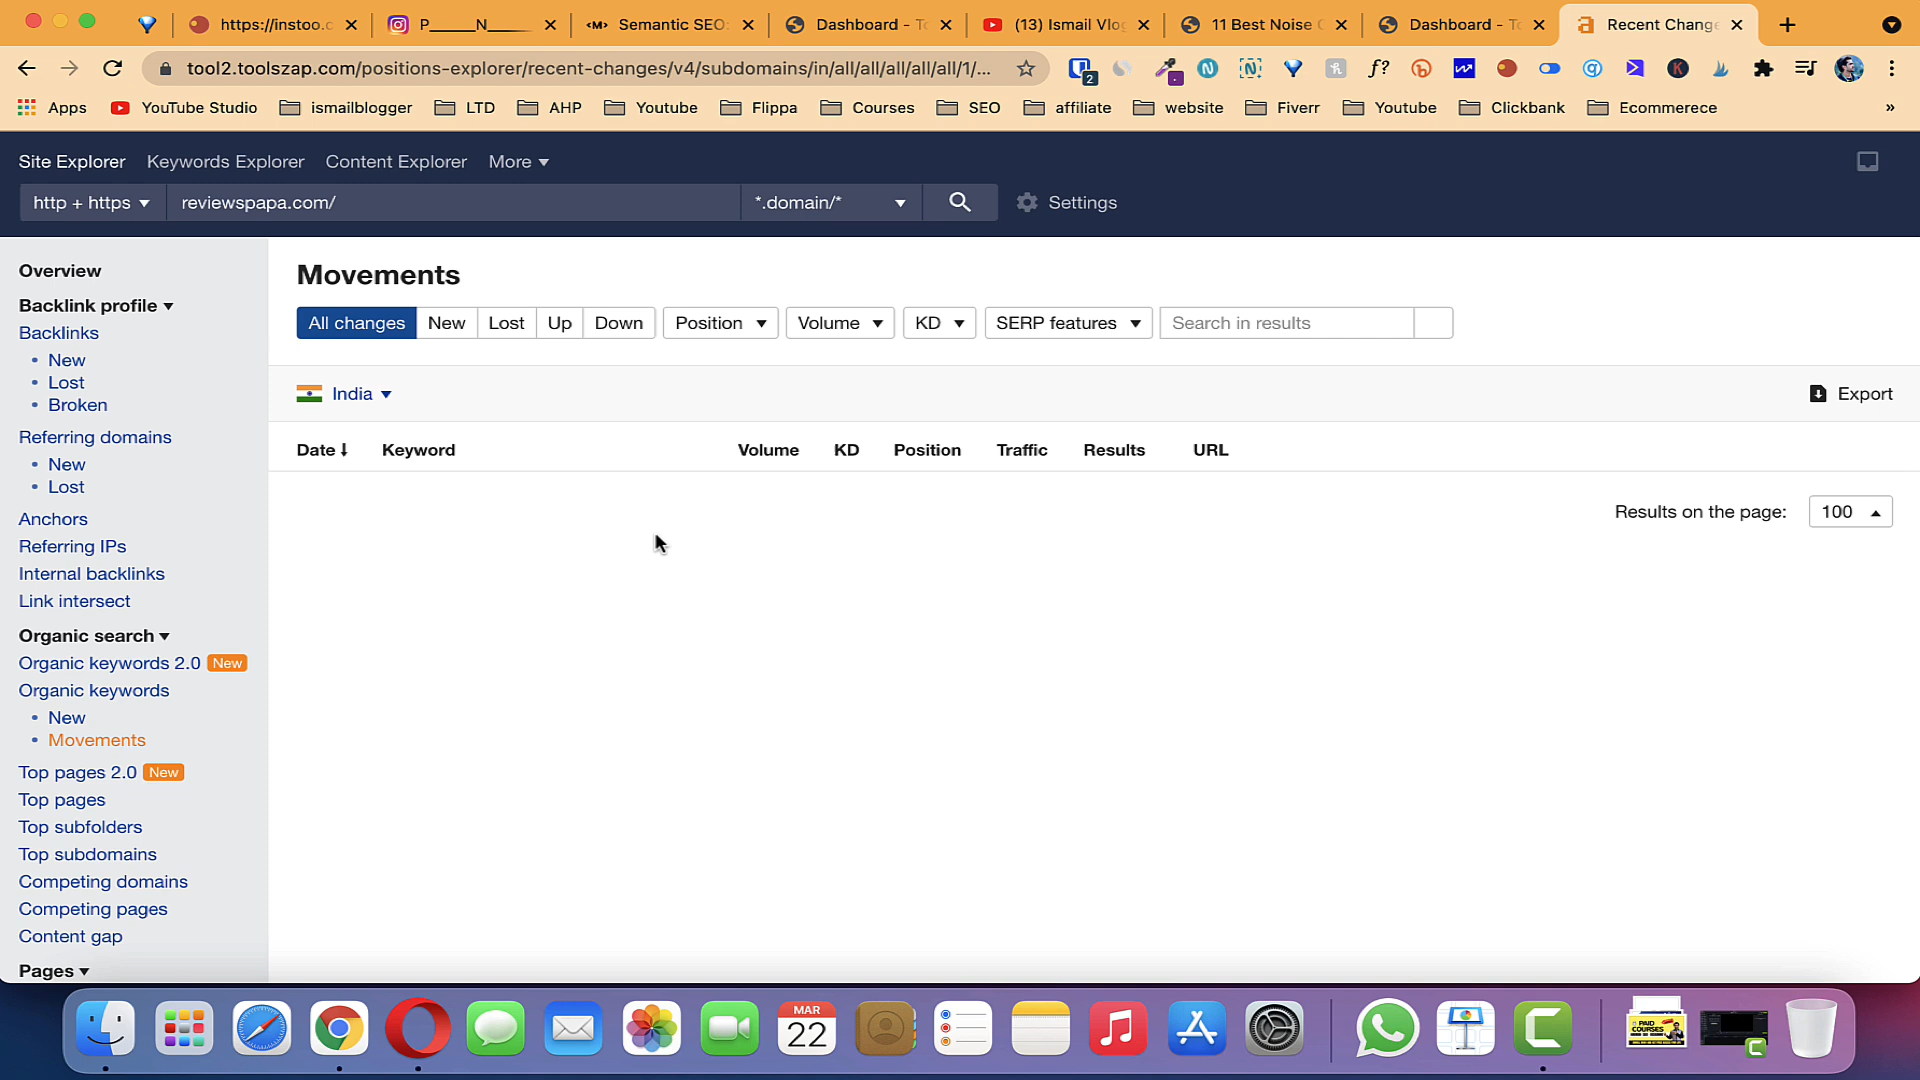 https://instoo.c
P_____N_____
<M> Semantic SEO:
Dashboard - To
(13) Ismail Vlo
11 Best Noise C
Dashboard - To
Recent Change
tool2.toolszap.com/positions-explorer/recent-changes/v4/subdomains/in/all/all/all/all/all/1/...
2
f?
Apps
YouTube Studio
ismailblogger
LTD
AHP
Youtube
Flippa
Courses
SEO
affiliate
website
Fiverr
Youtube
Clickbank
Ecommerece
»
Site Explorer
Keywords Explorer
Content Explorer
More
http + https
reviewspapa.com/
*.domain/*
Settings
Overview
Backlink profile
Backlinks
• New
• Lost
• Broken
Referring domains
• New
• Lost
Anchors
Referring IPs
Internal backlinks
Link intersect
Organic search
Organic keywords 2.0 New
Organic keywords
• New
• Movements
Top pages 2.0 New
Top pages
Top subfolders
Top subdomains
Competing domains
Competing pages
Content gap
Pages
Movements
All changes
New
Lost
Up
Down
Position
Volume
KD
SERP features
Search in results
India
Export
Date
Keyword
Volume
KD
Position
Traffic
Results
URL
Results on the page:
100
MAR
22
PAID
COURSES